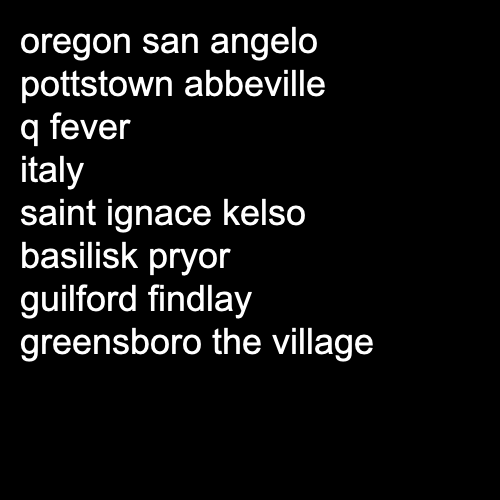 oregon san angelo
pottstown abbeville
q fever
italy
saint ignace kelso
basilisk pryor
guilford findlay
greensboro the village